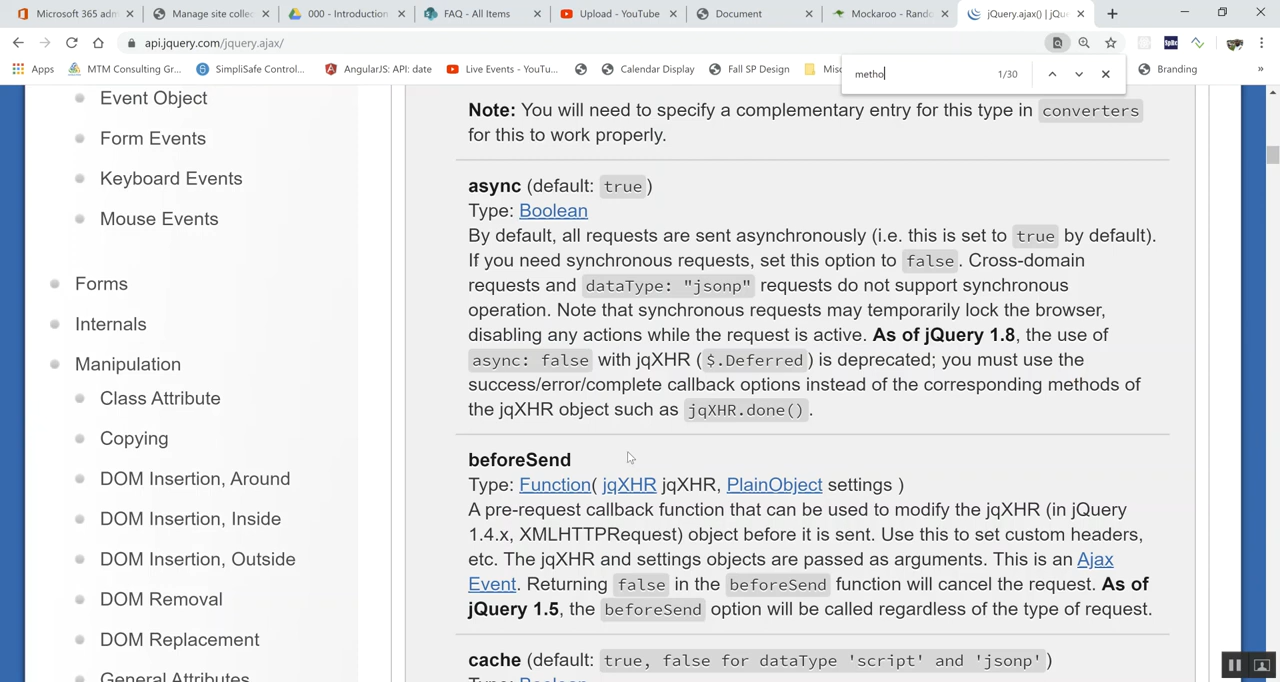 Microsoft 365 adm
Manage site collec
000 - Introduction
FAQ - All Items
Upload - YouTube
Document
Mockaroo - Rando
jQuery.ajax() | jQu
api.jquery.com/jquery.ajax/
Apps
MTM Consulting Gr...
SimpliSafe Control...
AngularJS: API: date
Live Events - YouTu...
Calendar Display
Fall SP Design
Misc
Branding
»
metho
1/30
Event Object
Form Events
Keyboard Events
Mouse Events
Forms
Internals
Manipulation
Class Attribute
Copying
DOM Insertion, Around
DOM Insertion, Inside
DOM Insertion, Outside
DOM Removal
DOM Replacement
General Attributes
Note: You will need to specify a complementary entry for this type in converters
for this to work properly.
async (default: true)
Type: Boolean
By default, all requests are sent asynchronously (i.e. this is set to true by default).
If you need synchronous requests, set this option to false. Cross-domain
requests and dataType: "jsonp" requests do not support synchronous
operation. Note that synchronous requests may temporarily lock the browser,
disabling any actions while the request is active. As of jQuery 1.8, the use of
async: false with jqXHR ($.Deferred) is deprecated; you must use the
success/error/complete callback options instead of the corresponding methods of
the jqXHR object such as jqXHR.done().
beforeSend
Type: Function( jqXHR jqXHR, PlainObject settings )
A pre-request callback function that can be used to modify the jqXHR (in jQuery
1.4.x, XMLHTTPRequest) object before it is sent. Use this to set custom headers,
etc. The jqXHR and settings objects are passed as arguments. This is an Ajax
Event. Returning false in the beforeSend function will cancel the request. As of
jQuery 1.5, the beforeSend option will be called regardless of the type of request.
cache (default: true, false for dataType 'script' and 'jsonp')
Type: Boolean